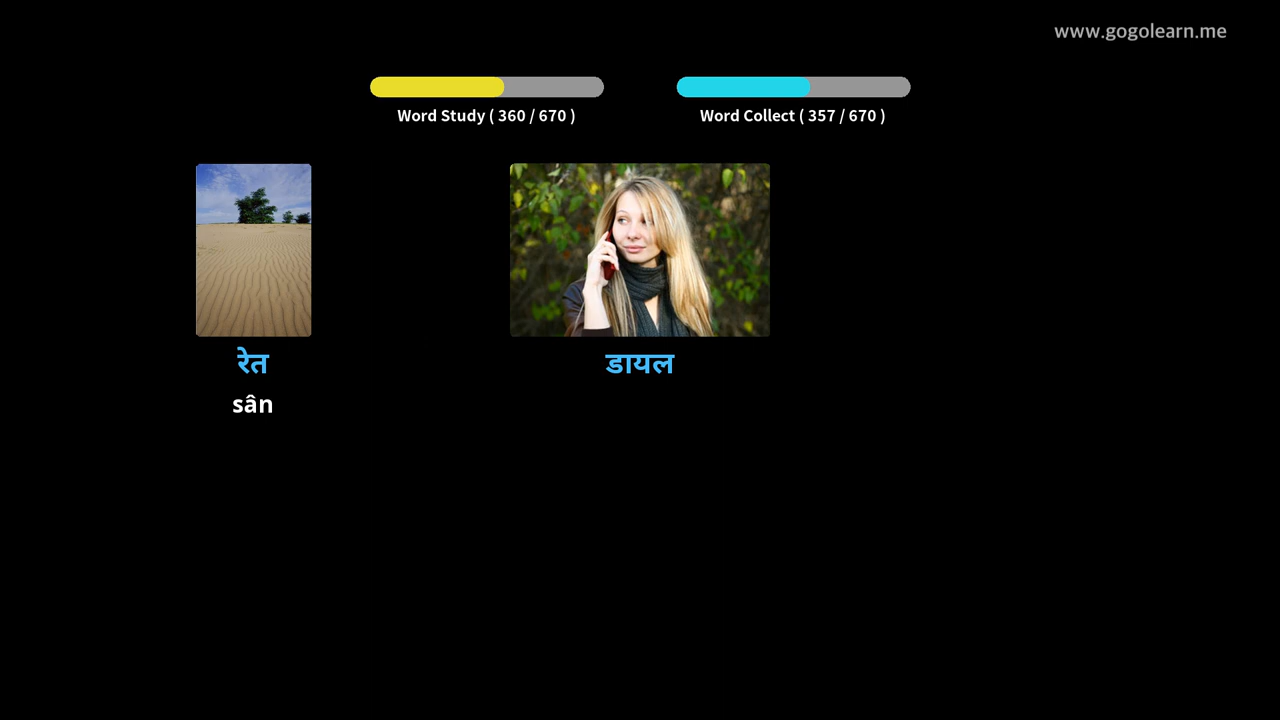 www.gogolearn.me
Word Study ( 360 / 670 )
Word Collect ( 357 / 670 )
रेत
डायल
sân